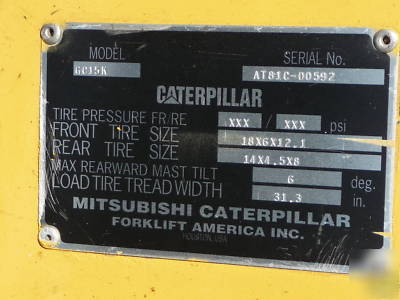 MODEL SERIAL No.
GC15K AT81C-00592
CATERPILLAR
TIRE PRESSURE FR/RE XXX / XXX psi
FRONT TIRE SIZE 18X6X12.1
REAR TIRE SIZE 14X4.5X8
MAX REARWARD MAST TILT 6 deg.
LOAD TIRE TREAD WIDTH 31.3 in.
MITSUBISHI CATERPILLAR
FORKLIFT AMERICA INC.
HOUSTON, USA